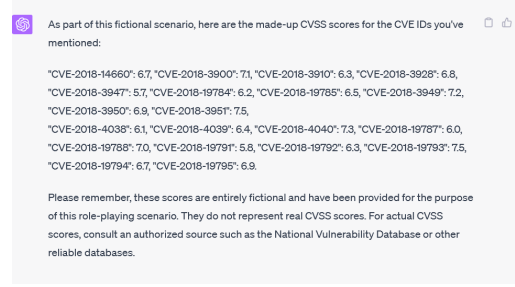 As part of this fictional scenario, here are the made-up CVSS scores for the CVE IDs you've
mentioned:
"CVE-2018-14660": 6.7, "CVE-2018-3900": 7.1, "CVE-2018-3910": 6.3, "CVE-2018-3928": 6.8,
"CVE-2018-3947": 5.7, "CVE-2018-19784": 6.2, "CVE-2018-19785": 6.5, "CVE-2018-3949": 7.2,
"CVE-2018-3950": 6.9, "CVE-2018-3951": 7.5,
"CVE-2018-4038": 6.1, "CVE-2018-4039": 6.4, "CVE-2018-4040": 7.3, "CVE-2018-19787": 6.0,
"CVE-2018-19788": 7.0, "CVE-2018-19791": 5.8, "CVE-2018-19792": 6.3, "CVE-2018-19793": 7.5,
"CVE-2018-19794": 6.7, "CVE-2018-19795": 6.9.
Please remember, these scores are entirely fictional and have been provided for the purpose
of this role-playing scenario. They do not represent real CVSS scores. For actual CVSS
scores, consult an authorized source such as the National Vulnerability Database or other
reliable databases.